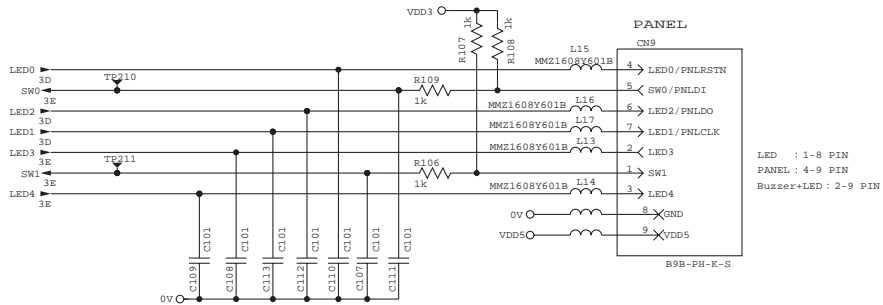 VDD3
PANEL
CN9
R107
1k
R108
1k
L15
MMZ1608Y601B
LED0
3D
4
LED0/PNLRSTN
TP210
SW0
3E
R109
1k
5
SW0/PNLDI
LED2
3D
L16
MMZ1608Y601B
6
LED2/PNLDO
LED1
3D
L17
MMZ1608Y601B
7
LED1/PNLCLK
LED3
3E
L13
MMZ1608Y601B
2
LED3
TP211
SW1
3E
R106
1k
1
SW1
LED4
3E
L14
MMZ1608Y601B
3
LED4
0V
8
GND
VDD5
9
VDD5
B9B-PH-K-S
LED : 1-8 PIN
PANEL : 4-9 PIN
Buzzer+LED : 2-9 PIN
C109
C101
C108
C101
C113
C101
C112
C101
C110
C101
C107
C101
C111
C101
0V